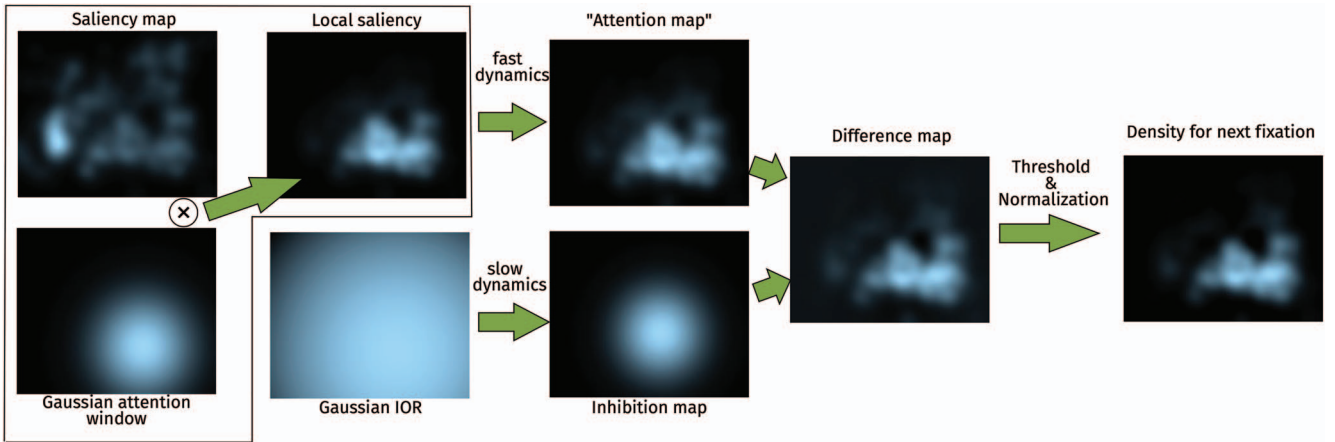 Saliency map
Local saliency
"Attention map"
fast
dynamics
Difference map
Density for next fixation
Threshold
&
Normalization
×
slow
dynamics
Gaussian attention
window
Gaussian IOR
Inhibition map